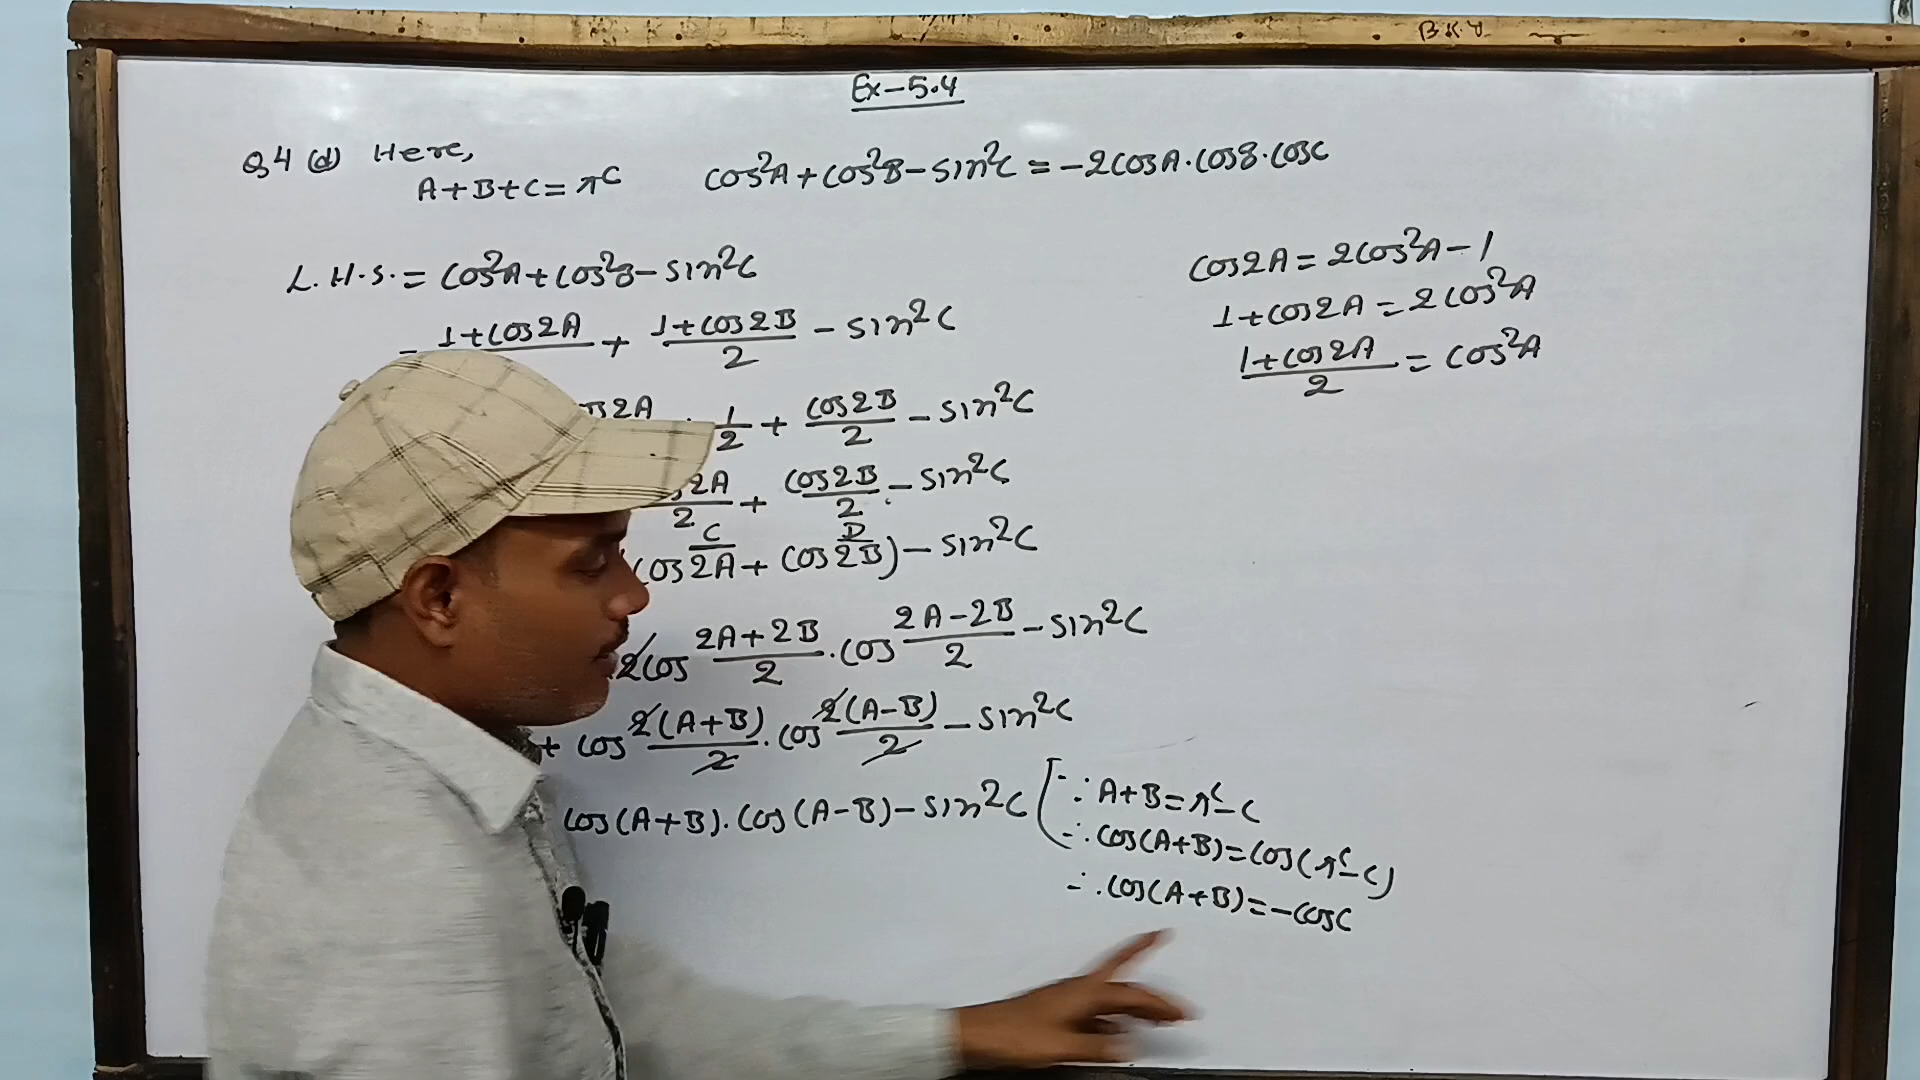 B.K.Y
Ex-5.4
Q4 (d) Here,
A+B+C=π^c
cos²A+cos²B-sin²C=-2cosA.cosB.cosC
L.H.S.= cos²A+cos²B-sin²C
= 1+cos2A + (1+cos2B)/2 - sin²C
os2A 1/2 + cos2B/2 - sin²C
s2A/2 + cos2B/2 - sin²C
C D
cos2A+cos2B)-sin²C
2cos (2A+2B)/2 . cos (2A-2B)/2 - sin²C
+ cos 2(A+B)/2 . cos 2(A-B)/2 - sin²C
cos(A+B).cos(A-B)-sin²C
[∵A+B=π^c-C
∴cos(A+B)=cos(π^c-C)
∴cos(A+B)=-cosC
cos2A=2cos²A-1
1+cos2A=2cos²A
(1+cos2A)/2 = cos²A